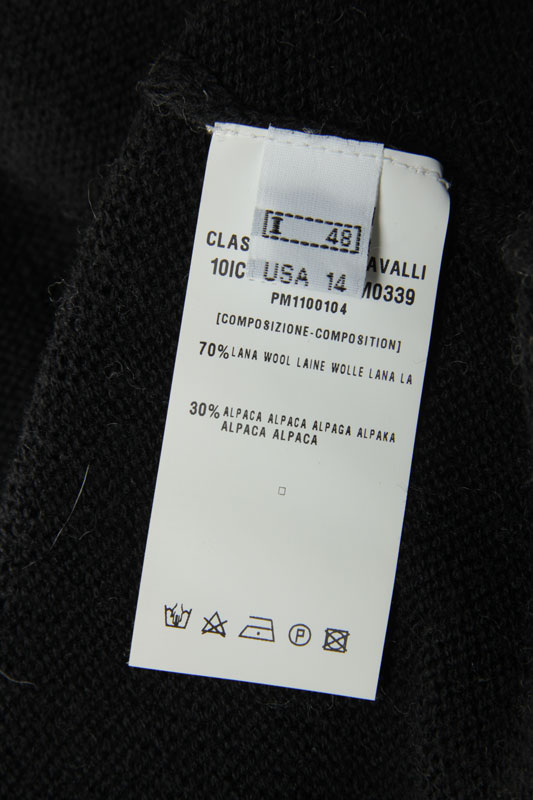 I 48
USA 14
CLAS AVALLI
10IC M0339
PM1100104
[COMPOSIZIONE-COMPOSITION]
70% LANA WOOL LAINE WOLLE LANA LA
30% ALPACA ALPACA ALPAGA ALPAKA
ALPACA ALPACA
P